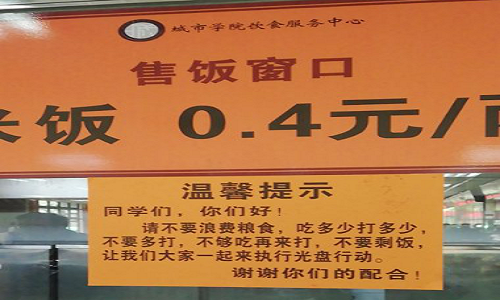 城市学院饮食服务中心
售饭窗口
米饭 0.4元/两
温馨提示
同学们，你们好！
请不要浪费粮食，吃多少打多少，
不要多打，不够吃再来打，不要剩饭，
让我们大家一起来执行光盘行动。
谢谢你们的配合！